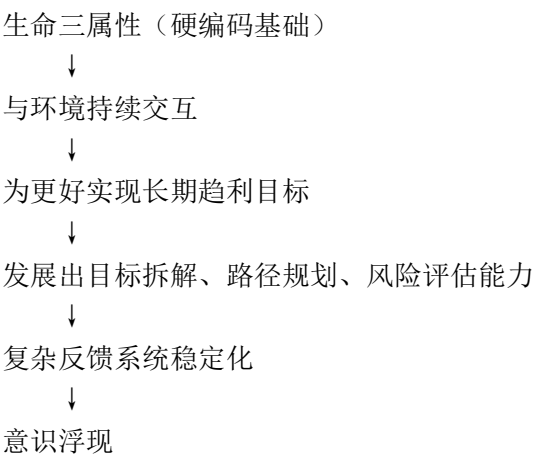 生命三属性（硬编码基础）
↓
与环境持续交互
↓
为更好实现长期趋利目标
↓
发展出目标拆解、路径规划、风险评估能力
↓
复杂反馈系统稳定化
↓
意识浮现